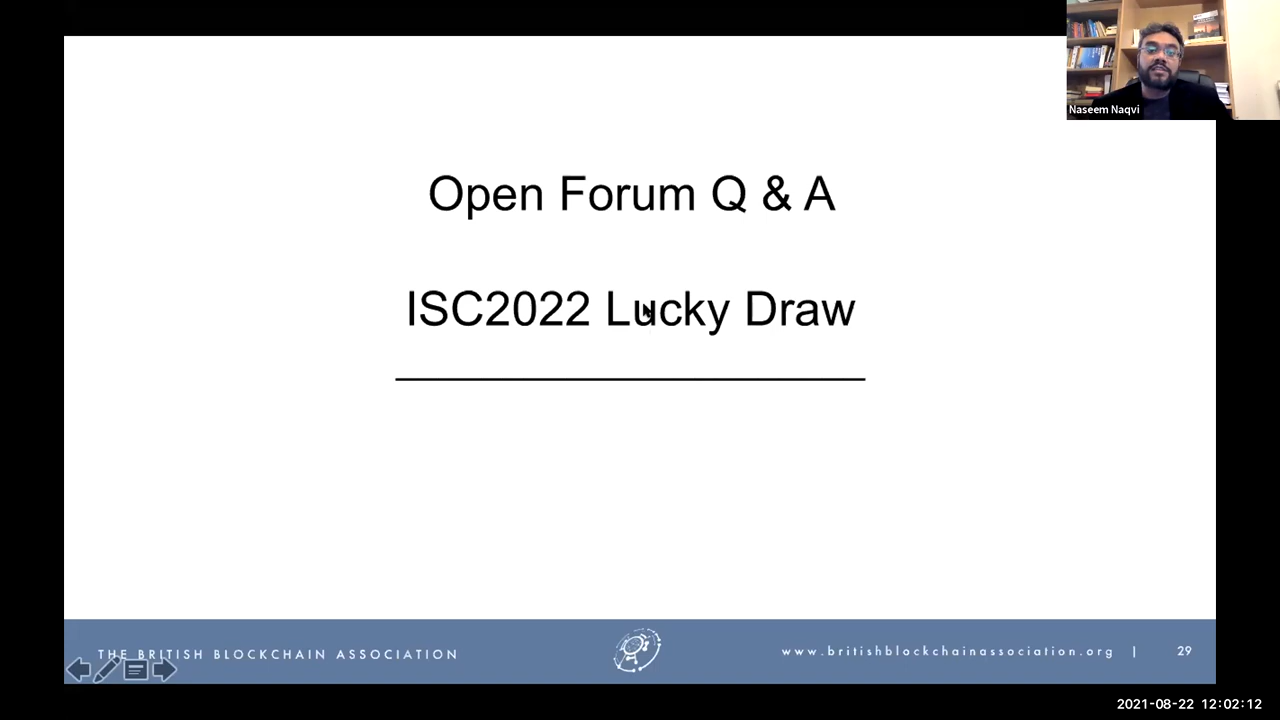 Naseem Naqvi
Open Forum Q & A
ISC2022 Lucky Draw
THE BRITISH BLOCKCHAIN ASSOCIATION
www.britishblockchainassociation.org | 29
2021-08-22 12:02:12